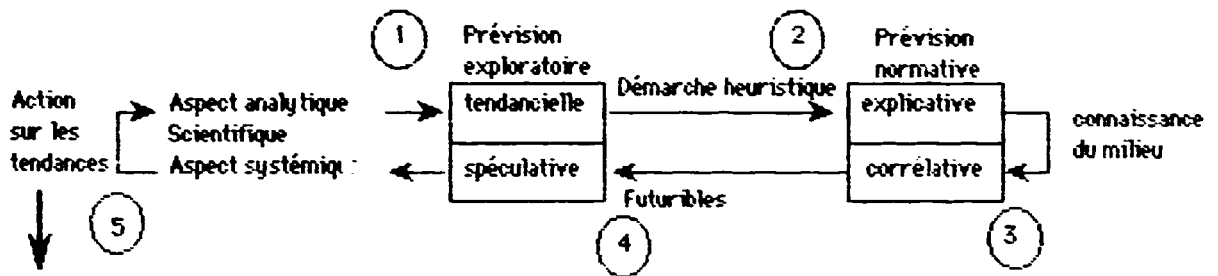 1
Prévision
exploratoire
2
Prévision
normative
Action
sur les
tendances
Aspect analytique
Scientifique
Aspect systémiq
tendancielle
spéculative
Démarche heuristique
Futuribles
explicative
corrélative
connaissance
du milieu
5
4
3